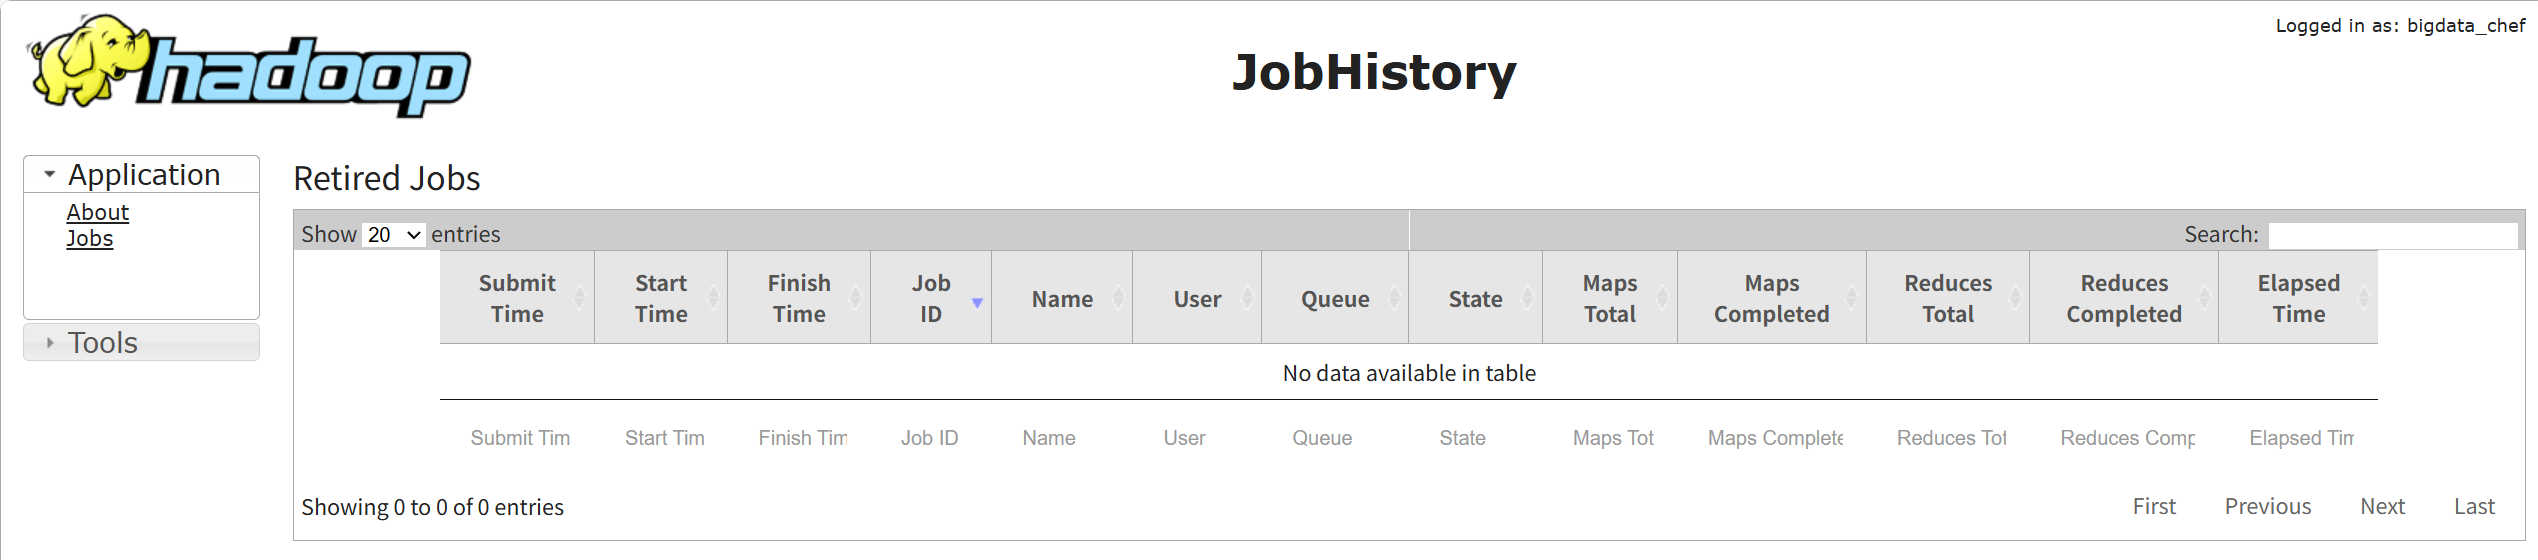 hadoop
Logged in as: bigdata_chef
JobHistory
Application
About
Jobs
Tools
Retired Jobs
Show 20 entries
Search:
Submit Time
Start Time
Finish Time
Job ID
Name
User
Queue
State
Maps Total
Maps Completed
Reduces Total
Reduces Completed
Elapsed Time
No data available in table
Submit Tim Start Tim Finish Tim Job ID Name User Queue State Maps Tot Maps Complete Reduces Tot Reduces Comp Elapsed Tim
Showing 0 to 0 of 0 entries
First Previous Next Last